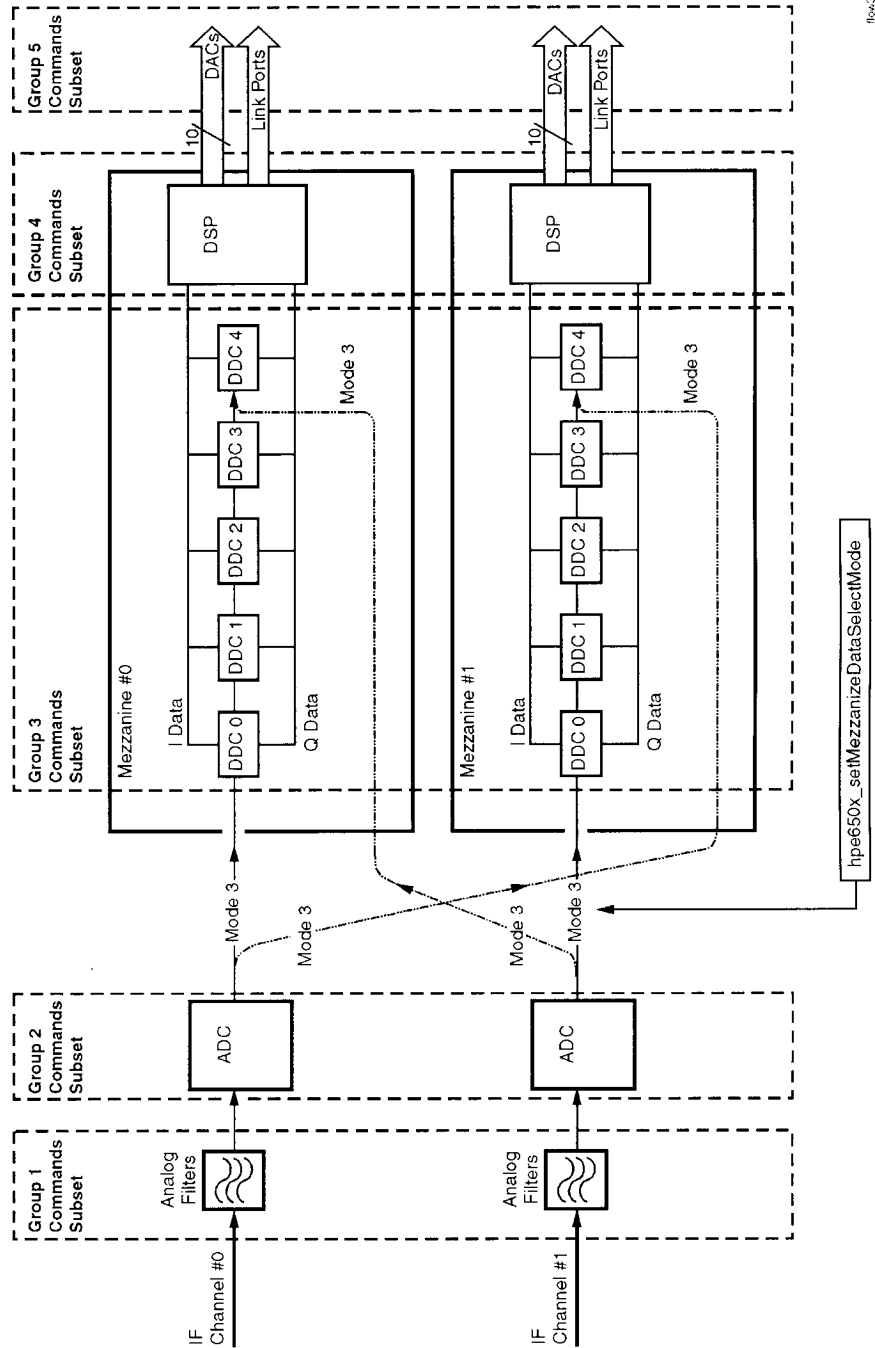 Group 1
Commands
Subset
Group 2
Commands
Subset
Group 3
Commands
Subset
Group 4
Commands
Subset
Group 5
Commands
Subset
IF
Channel #0
Analog
Filters
ADC
Mode 3
Mode 3
Mezzanine #0
I Data
DDC 0
DDC 1
DDC 2
DDC 3
DDC 4
Q Data
Mode 3
DSP
10
DACs
Link Ports
IF
Channel #1
Analog
Filters
ADC
Mode 3
Mode 3
Mezzanine #1
I Data
DDC 0
DDC 1
DDC 2
DDC 3
DDC 4
Q Data
Mode 3
DSP
10
DACs
Link Ports
hpe650x_setMezzanizeDataSelectMode